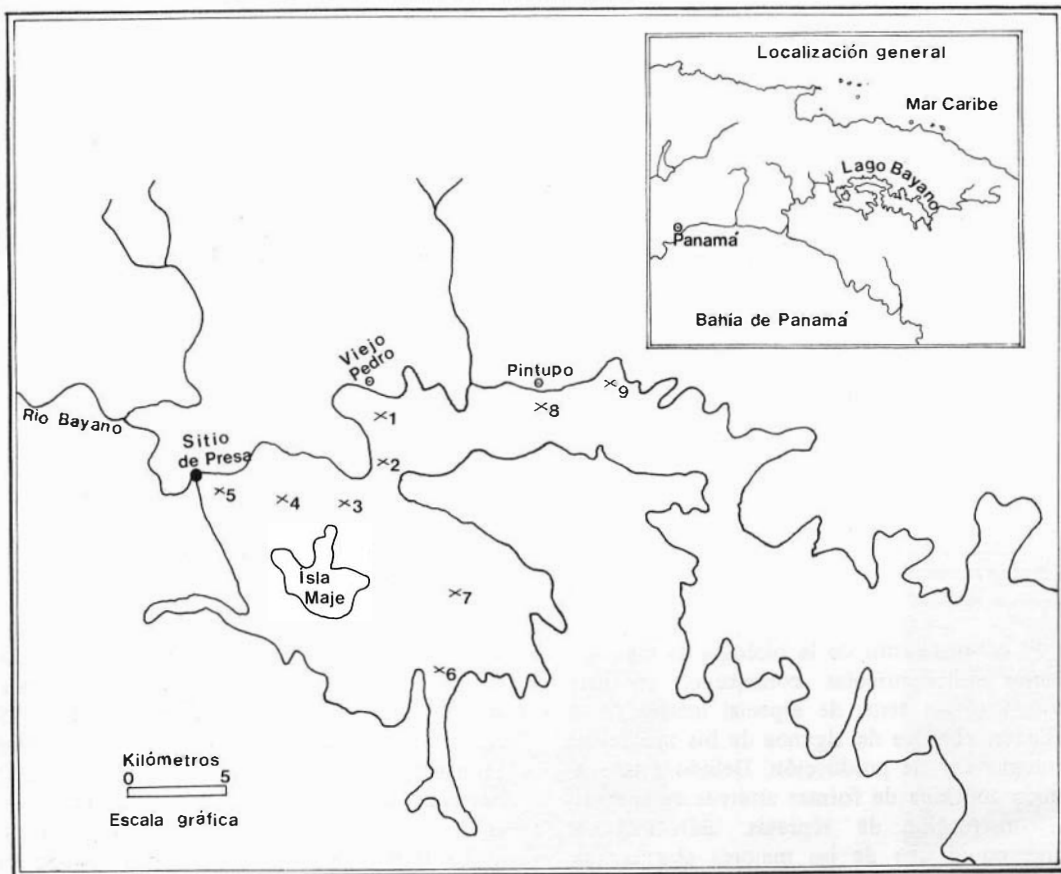 Localización general
Mar Caribe
Lago Bayano
Panamá
Bahía de Panamá
Viejo
Pedro
Pintupo
Río Bayano
Sitio
de Presa
1
2
3
4
5
6
7
8
9
Isla
Maje
Kilómetros
0 5
Escala gráfica